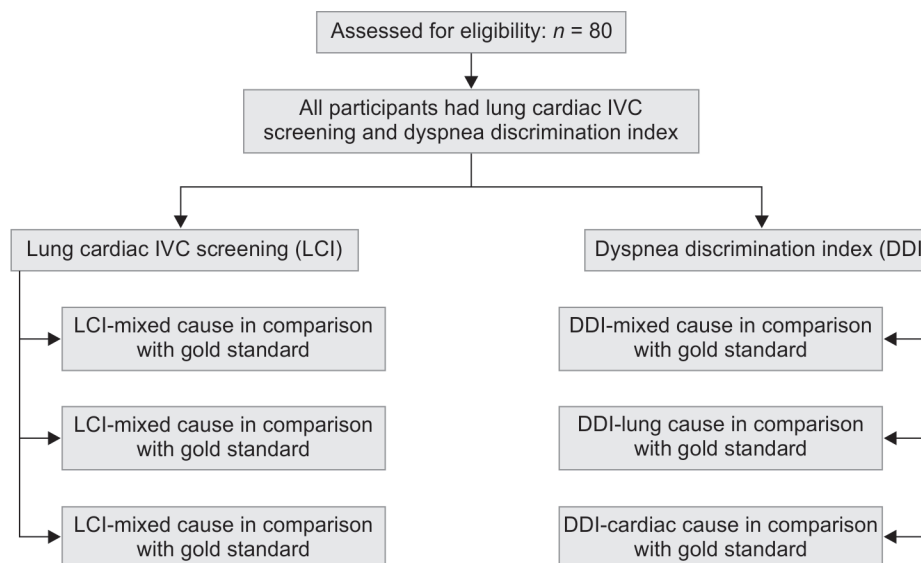 Assessed for eligibility: n = 80
All participants had lung cardiac IVC
screening and dyspnea discrimination index
Lung cardiac IVC screening (LCI)
LCI-mixed cause in comparison
with gold standard
LCI-mixed cause in comparison
with gold standard
LCI-mixed cause in comparison
with gold standard
Dyspnea discrimination index (DDI
DDI-mixed cause in comparison
with gold standard
DDI-lung cause in comparison
with gold standard
DDI-cardiac cause in comparison
with gold standard